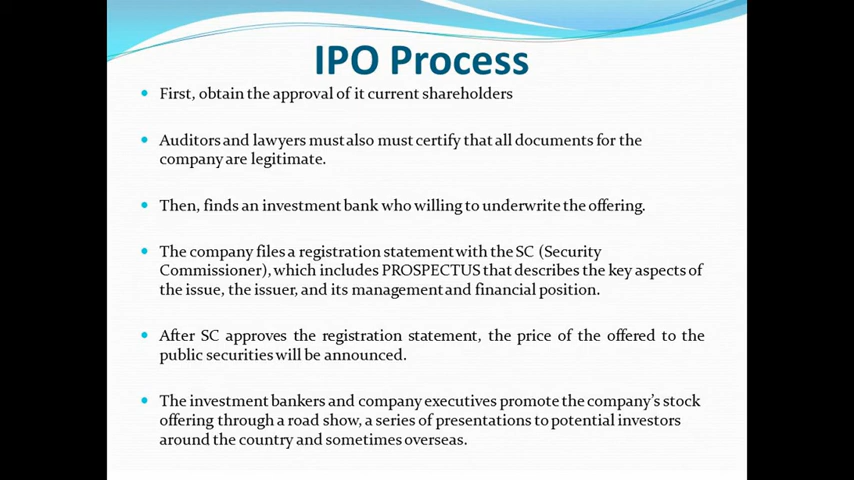 IPO Process
First, obtain the approval of it current shareholders
Auditors and lawyers must also must certify that all documents for the
company are legitimate.
Then, finds an investment bank who willing to underwrite the offering.
The company files a registration statement with the SC (Security
Commissioner), which includes PROSPECTUS that describes the key aspects of
the issue, the issuer, and its management and financial position.
After SC approves the registration statement, the price of the offered to the
public securities will be announced.
The investment bankers and company executives promote the company’s stock
offering through a road show, a series of presentations to potential investors
around the country and sometimes overseas.